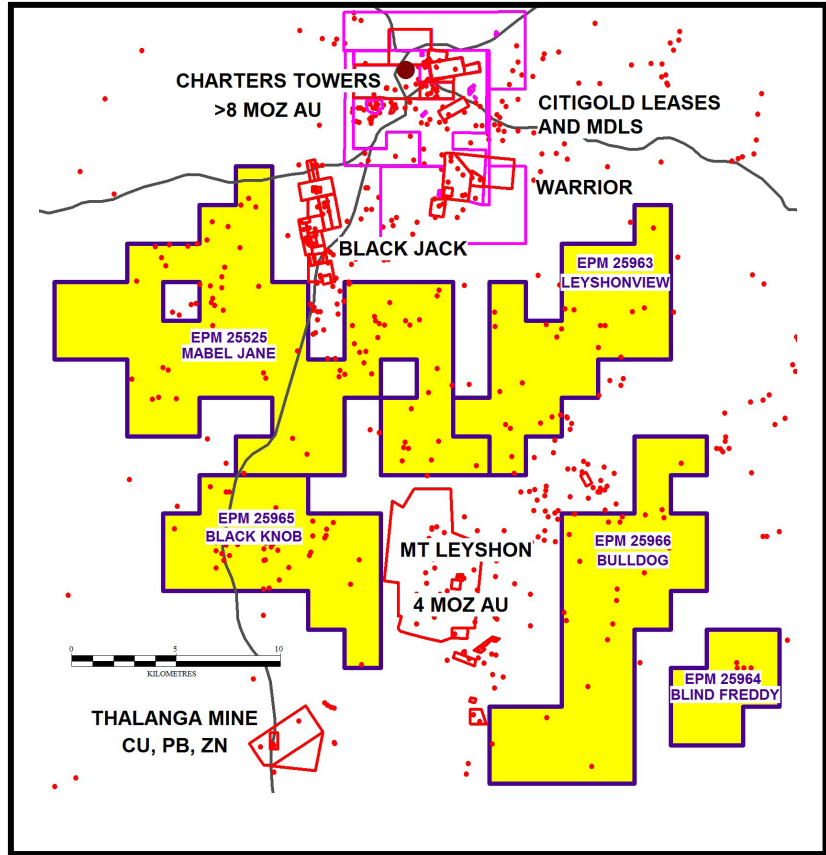 CHARTERS TOWERS
>8 MOZ AU
CITIGOLD LEASES
AND MDLS
WARRIOR
BLACK JACK
EPM 25963
LEYSHONVIEW
EPM 25525
MABEL JANE
EPM 25965
BLACK KNOB
MT LEYSHON
4 MOZ AU
EPM 25966
BULLDOG
EPM 25964
BLIND FREDDY
0 5 10
KILOMETRES
THALANGA MINE
CU, PB, ZN